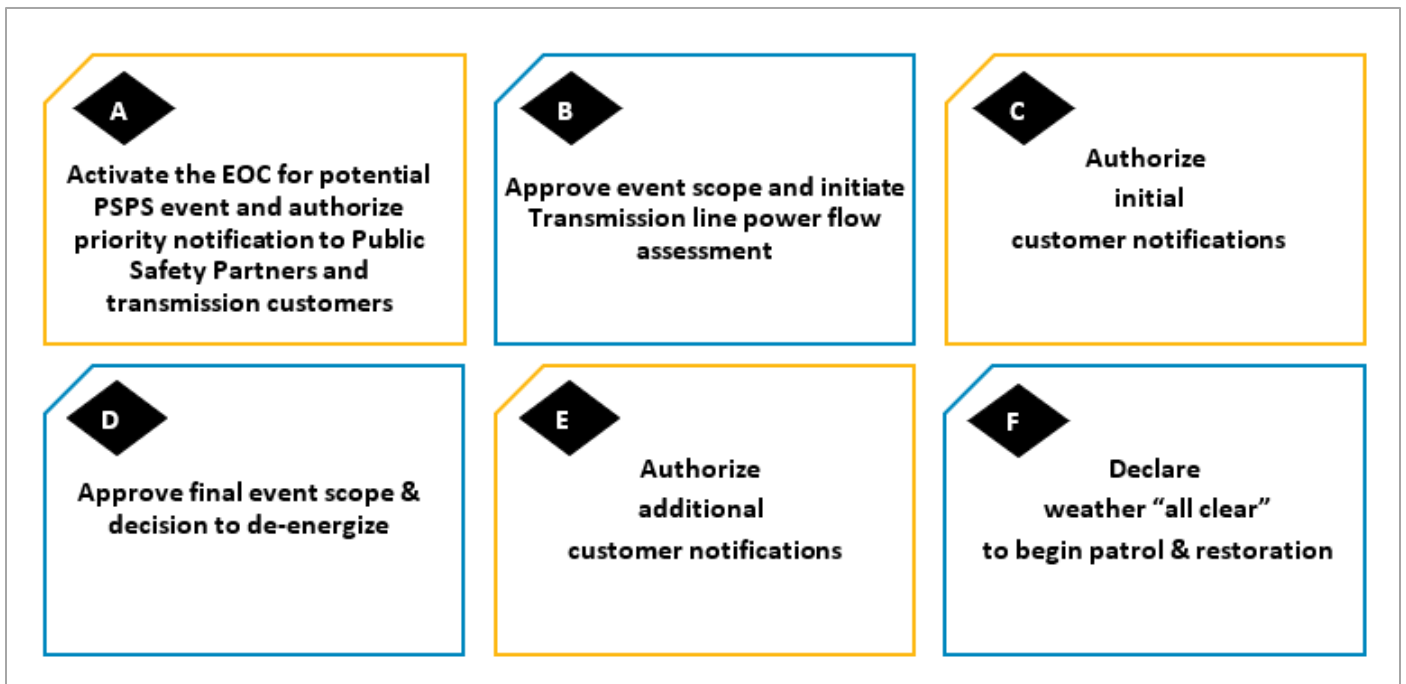 A
Activate the EOC for potential
PSPS event and authorize
priority notification to Public
Safety Partners and
transmission customers
B
Approve event scope and initiate
Transmission line power flow
assessment
C
Authorize
initial
customer notifications
D
Approve final event scope &
decision to de-energize
E
Authorize
additional
customer notifications
F
Declare
weather “all clear”
to begin patrol & restoration